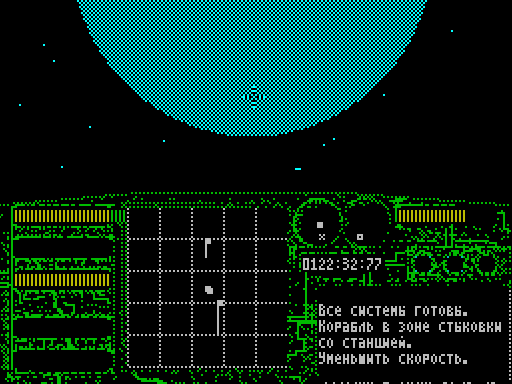 0122:32:77
Все системы готовы.
Корабль в зоне стыковки
со станцией.
Уменьшить скорость.